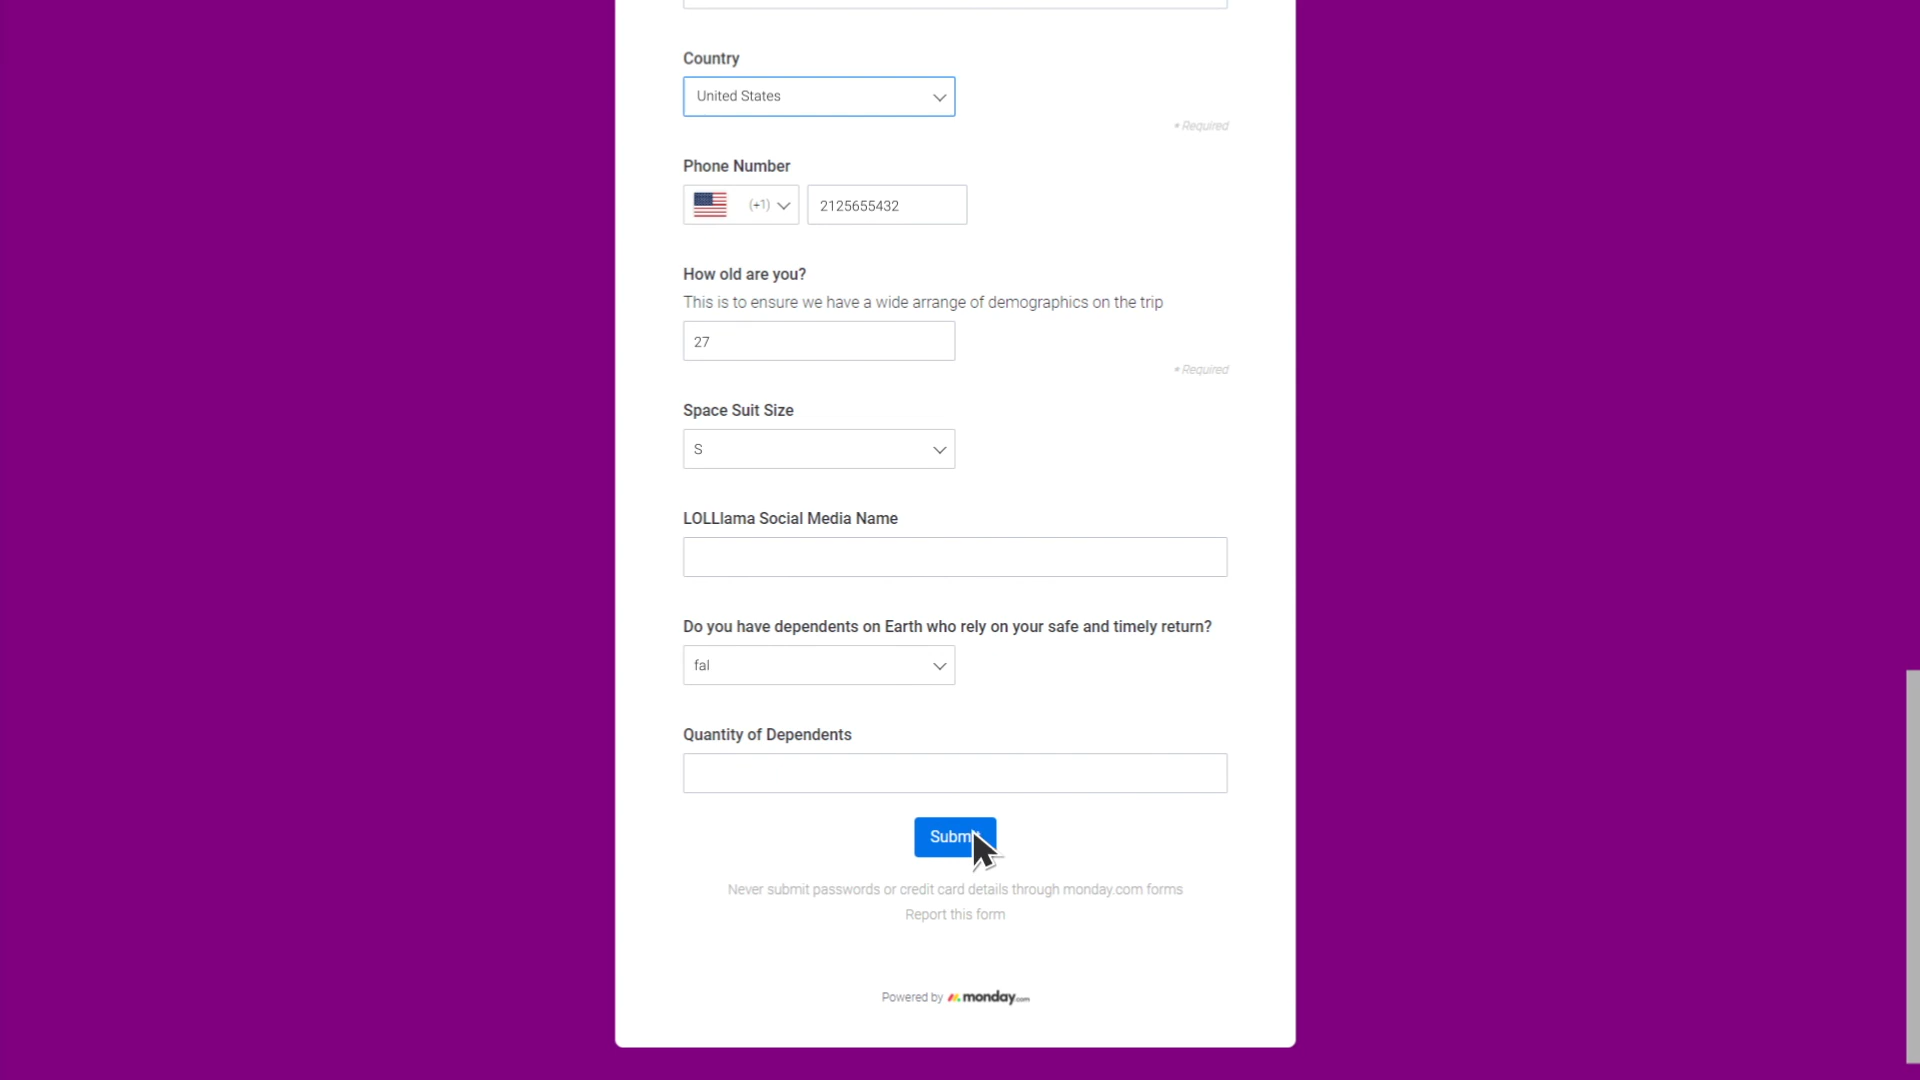 Country
United States
* Required
Phone Number
(+1) 2125655432
How old are you?
This is to ensure we have a wide arrange of demographics on the trip
27
* Required
Space Suit Size
S
LOLLlama Social Media Name
Do you have dependents on Earth who rely on your safe and timely return?
fal
Quantity of Dependents
Submit
Never submit passwords or credit card details through monday.com forms
Report this form
Powered by monday.com